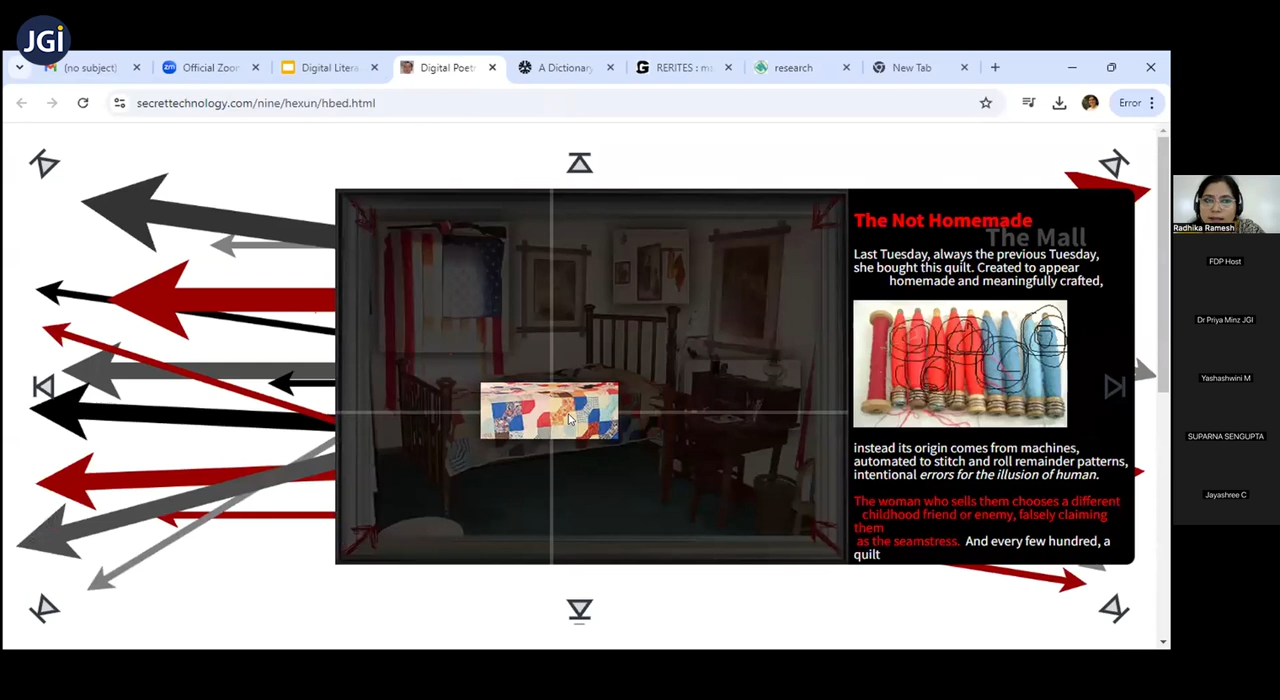 JGi
(no subject)
Official Zoom
Digital Litera
Digital Poetr
A Dictionary
RERITES : m
research
New Tab
secrettechnology.com/nine/hexun/hbed.html
Error
The Not Homemade
The Mall
Last Tuesday, always the previous Tuesday,
she bought this quilt. Created to appear
homemade and meaningfully crafted,
instead its origin comes from machines,
automated to stitch and roll remainder patterns,
intentional errors for the illusion of human.
The woman who sells them chooses a different
childhood friend or enemy, falsely claiming
them
as the seamstress. And every few hundred, a
quilt
Radhika Ramesh
FDP Host
Dr Priya Minz JGI
Yashashwini M
SUPARNA SENGUPTA
Jayashree C